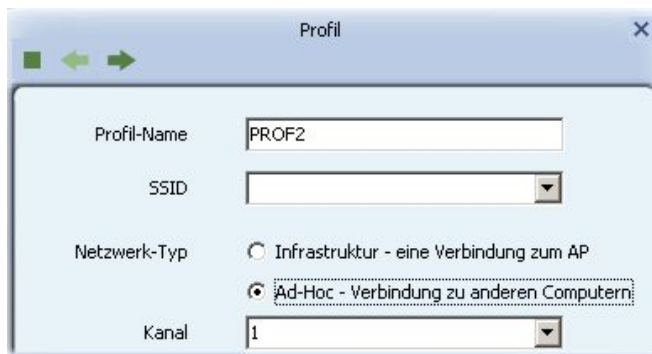 Profil
Profil-Name PROF2
SSID
Netzwerk-Typ Infrastruktur - eine Verbindung zum AP
Ad-Hoc - Verbindung zu anderen Computern
Kanal 1